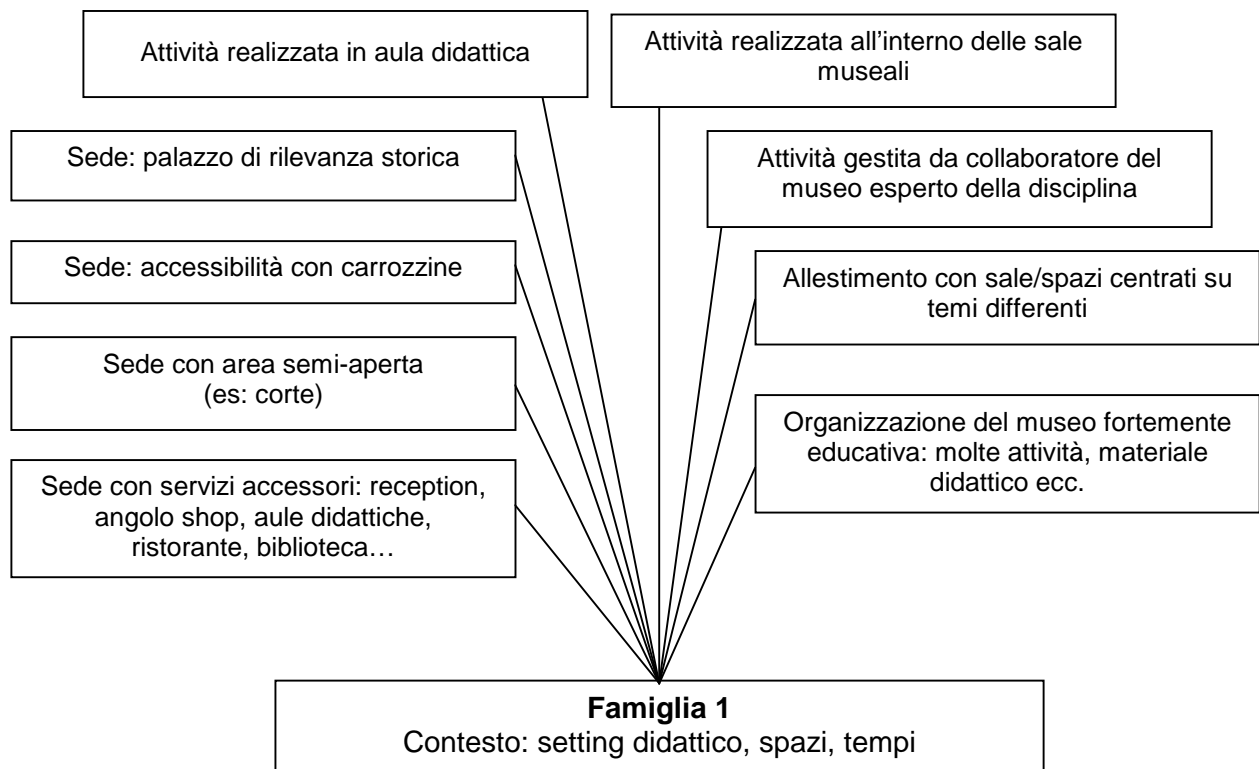 Attività realizzata in aula didattica
Attività realizzata all’interno delle sale
museali
Sede: palazzo di rilevanza storica
Attività gestita da collaboratore del
museo esperto della disciplina
Sede: accessibilità con carrozzine
Allestimento con sale/spazi centrati su
temi differenti
Sede con area semi-aperta
(es: corte)
Organizzazione del museo fortemente
educativa: molte attività, materiale
didattico ecc.
Sede con servizi accessori: reception,
angolo shop, aule didattiche,
ristorante, biblioteca…
Famiglia 1
Contesto: setting didattico, spazi, tempi